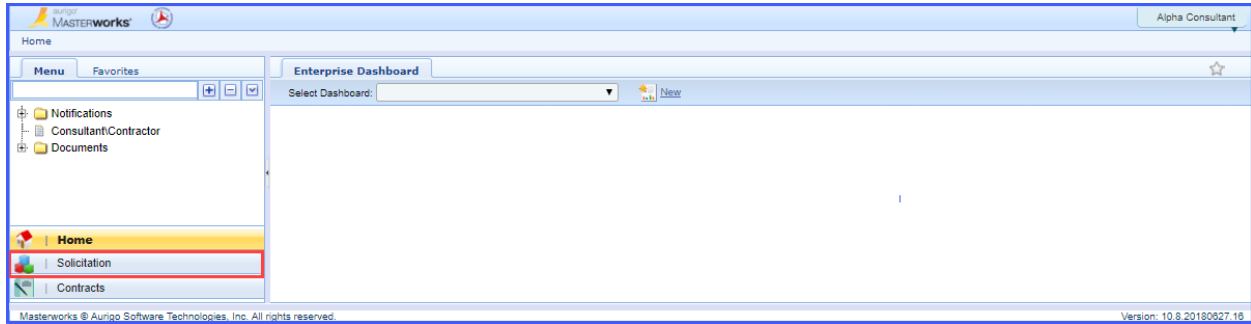 aurigo
MASTERWORKS
Alpha Consultant
Home
Menu Favorites
Enterprise Dashboard
Select Dashboard: New
Notifications
Consultant\Contractor
Documents
Home
Solicitation
Contracts
Masterworks © Aurigo Software Technologies, Inc. All rights reserved. Version: 10.8.20180627.16